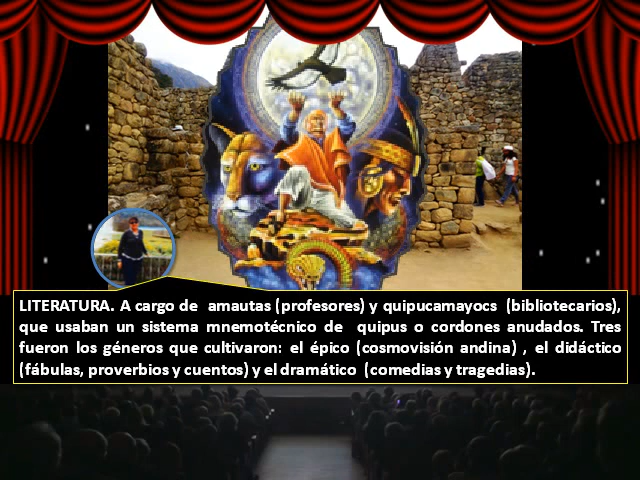 LITERATURA. A cargo de amautas (profesores) y quipucamayocs (bibliotecarios),
que usaban un sistema mnemotécnico de quipus o cordones anudados. Tres
fueron los géneros que cultivaron: el épico (cosmovisión andina) , el didáctico
(fábulas, proverbios y cuentos) y el dramático (comedias y tragedias).